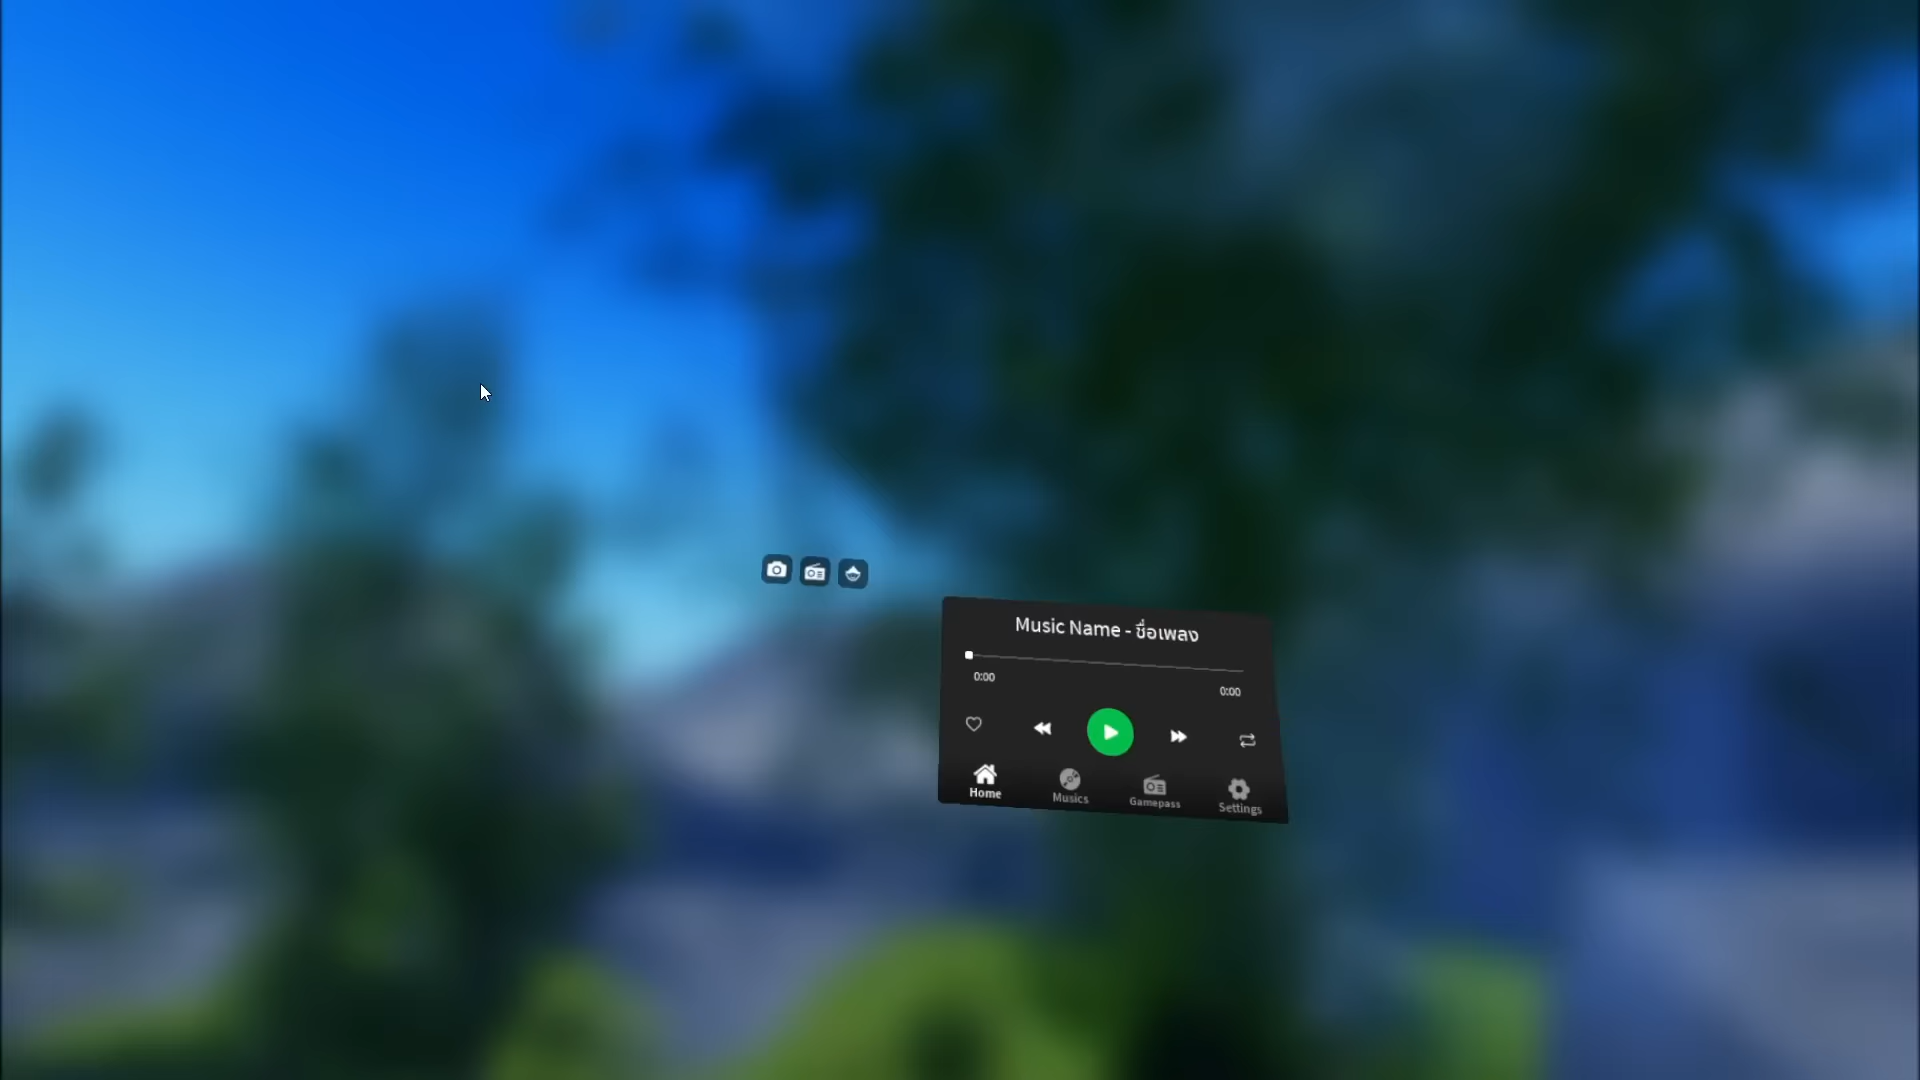 Music Name - ชื่อเพลง
0:00
0:00
Home
Musics
Gamepass
Settings